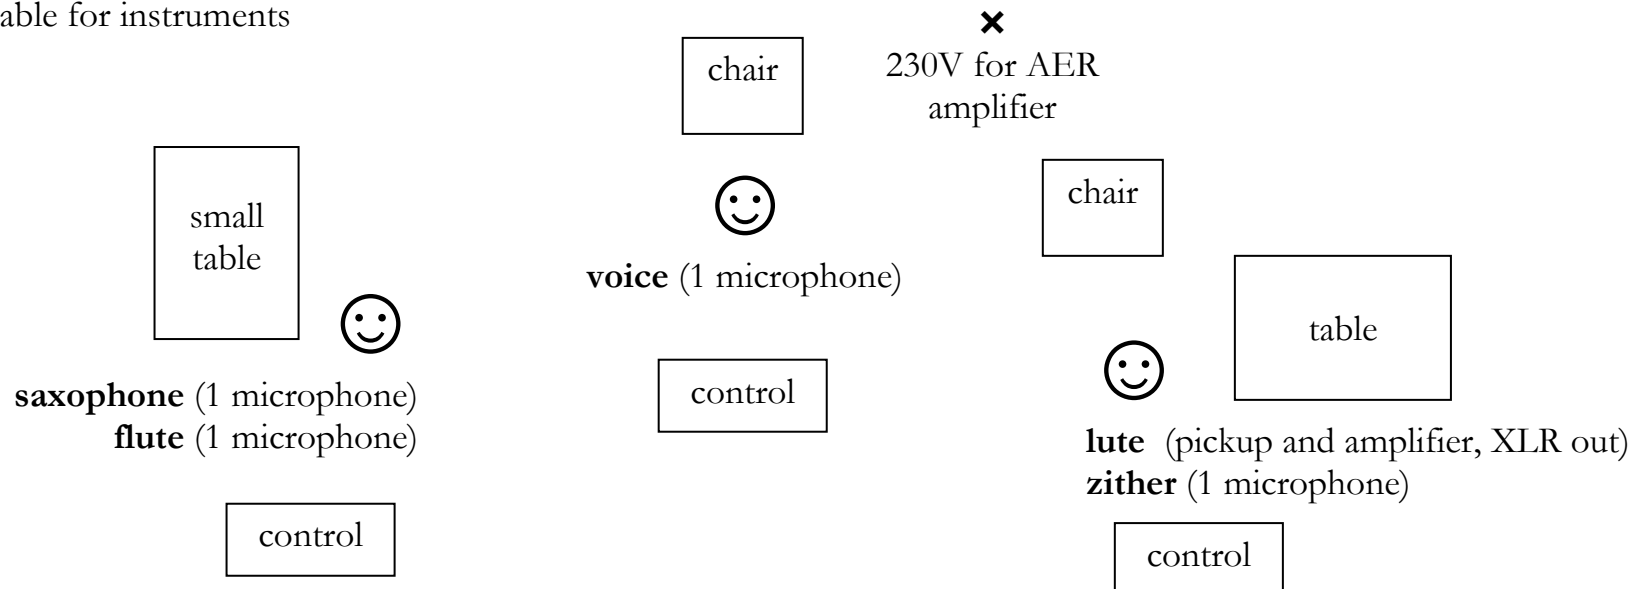 able for instruments
×
chair
230V for AER
amplifier
chair
small
table
voice (1 microphone)
table
saxophone (1 microphone)
flute (1 microphone)
control
lute (pickup and amplifier, XLR out)
zither (1 microphone)
control
control